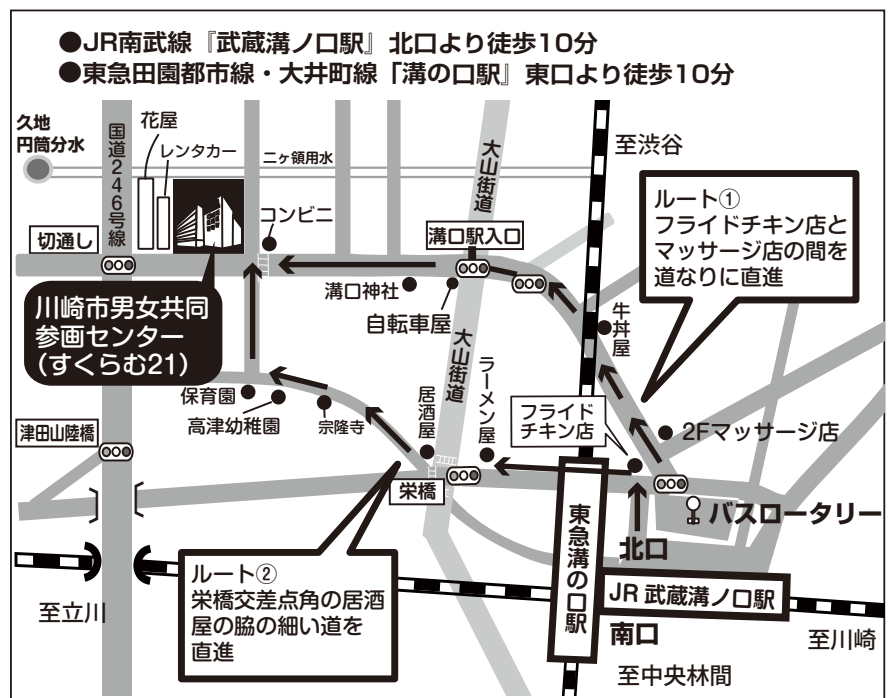 ●JR南武線『武蔵溝ノ口駅』北口より徒歩10分
●東急田園都市線・大井町線「溝の口駅」東口より徒歩10分
久地
円筒分水
国道246号線
花屋
レンタカー
二ヶ領用水
大山街道
至渋谷
ルート①
フライドチキン店と
マッサージ店の間を
道なりに直進
切通し
コンビニ
溝口駅入口
川崎市男女共同
参画センター
(すくらむ21)
溝口神社
自転車屋
牛丼屋
大山街道
保育園
高津幼稚園
宗隆寺
居酒屋
ラーメン屋
フライド
チキン店
2Fマッサージ店
津田山陸橋
栄橋
バスロータリー
北口
東急溝の口駅
ルート②
栄橋交差点角の居酒
屋の脇の細い道を
直進
JR 武蔵溝ノ口駅
南口
至立川
至川崎
至中央林間